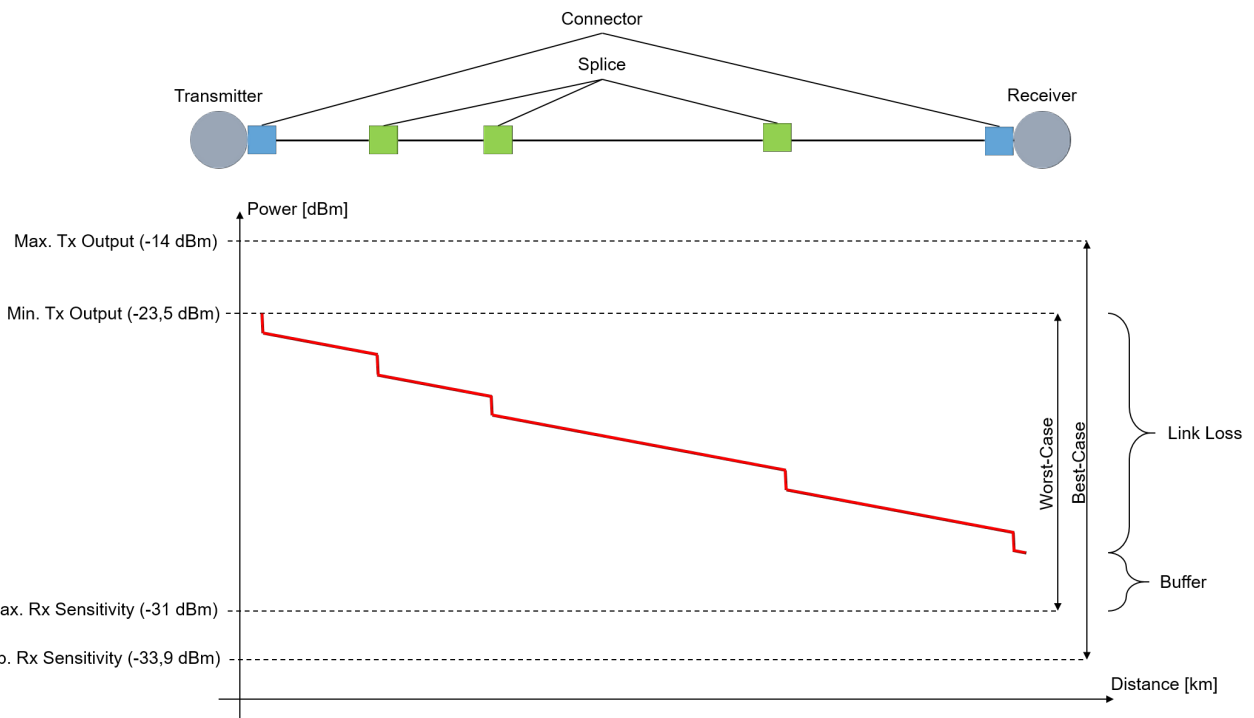 Connector
Splice
Transmitter
Receiver
Power [dBm]
Max. Tx Output (-14 dBm)
Min. Tx Output (-23,5 dBm)
Worst-Case
Best-Case
Link Loss
Buffer
Rx Sensitivity (-31 dBm)
Rx Sensitivity (-33,9 dBm)
Distance [km]